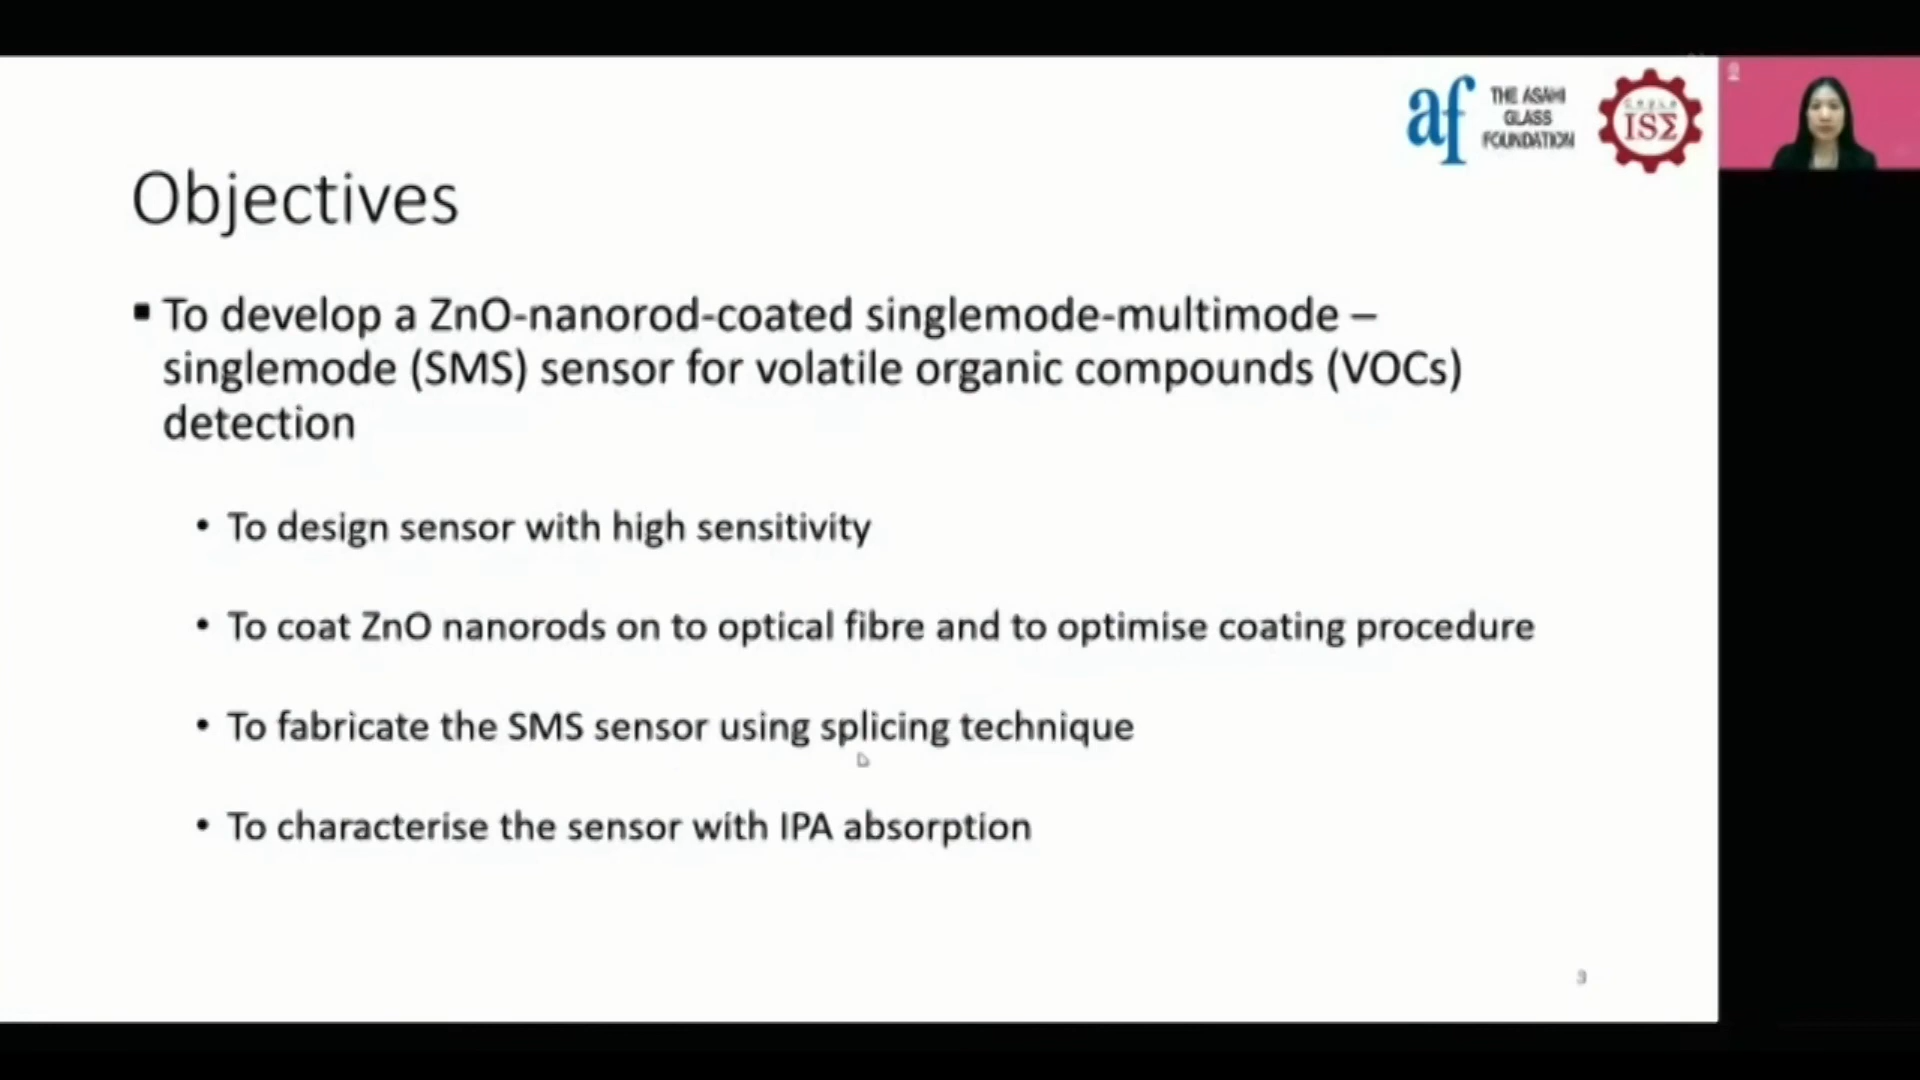 THE ASAHI
GLASS
FOUNDATION
ISΣ
Objectives
▪ To develop a ZnO-nanorod-coated singlemode-multimode –
singlemode (SMS) sensor for volatile organic compounds (VOCs)
detection
• To design sensor with high sensitivity
• To coat ZnO nanorods on to optical fibre and to optimise coating procedure
• To fabricate the SMS sensor using splicing technique
• To characterise the sensor with IPA absorption
3